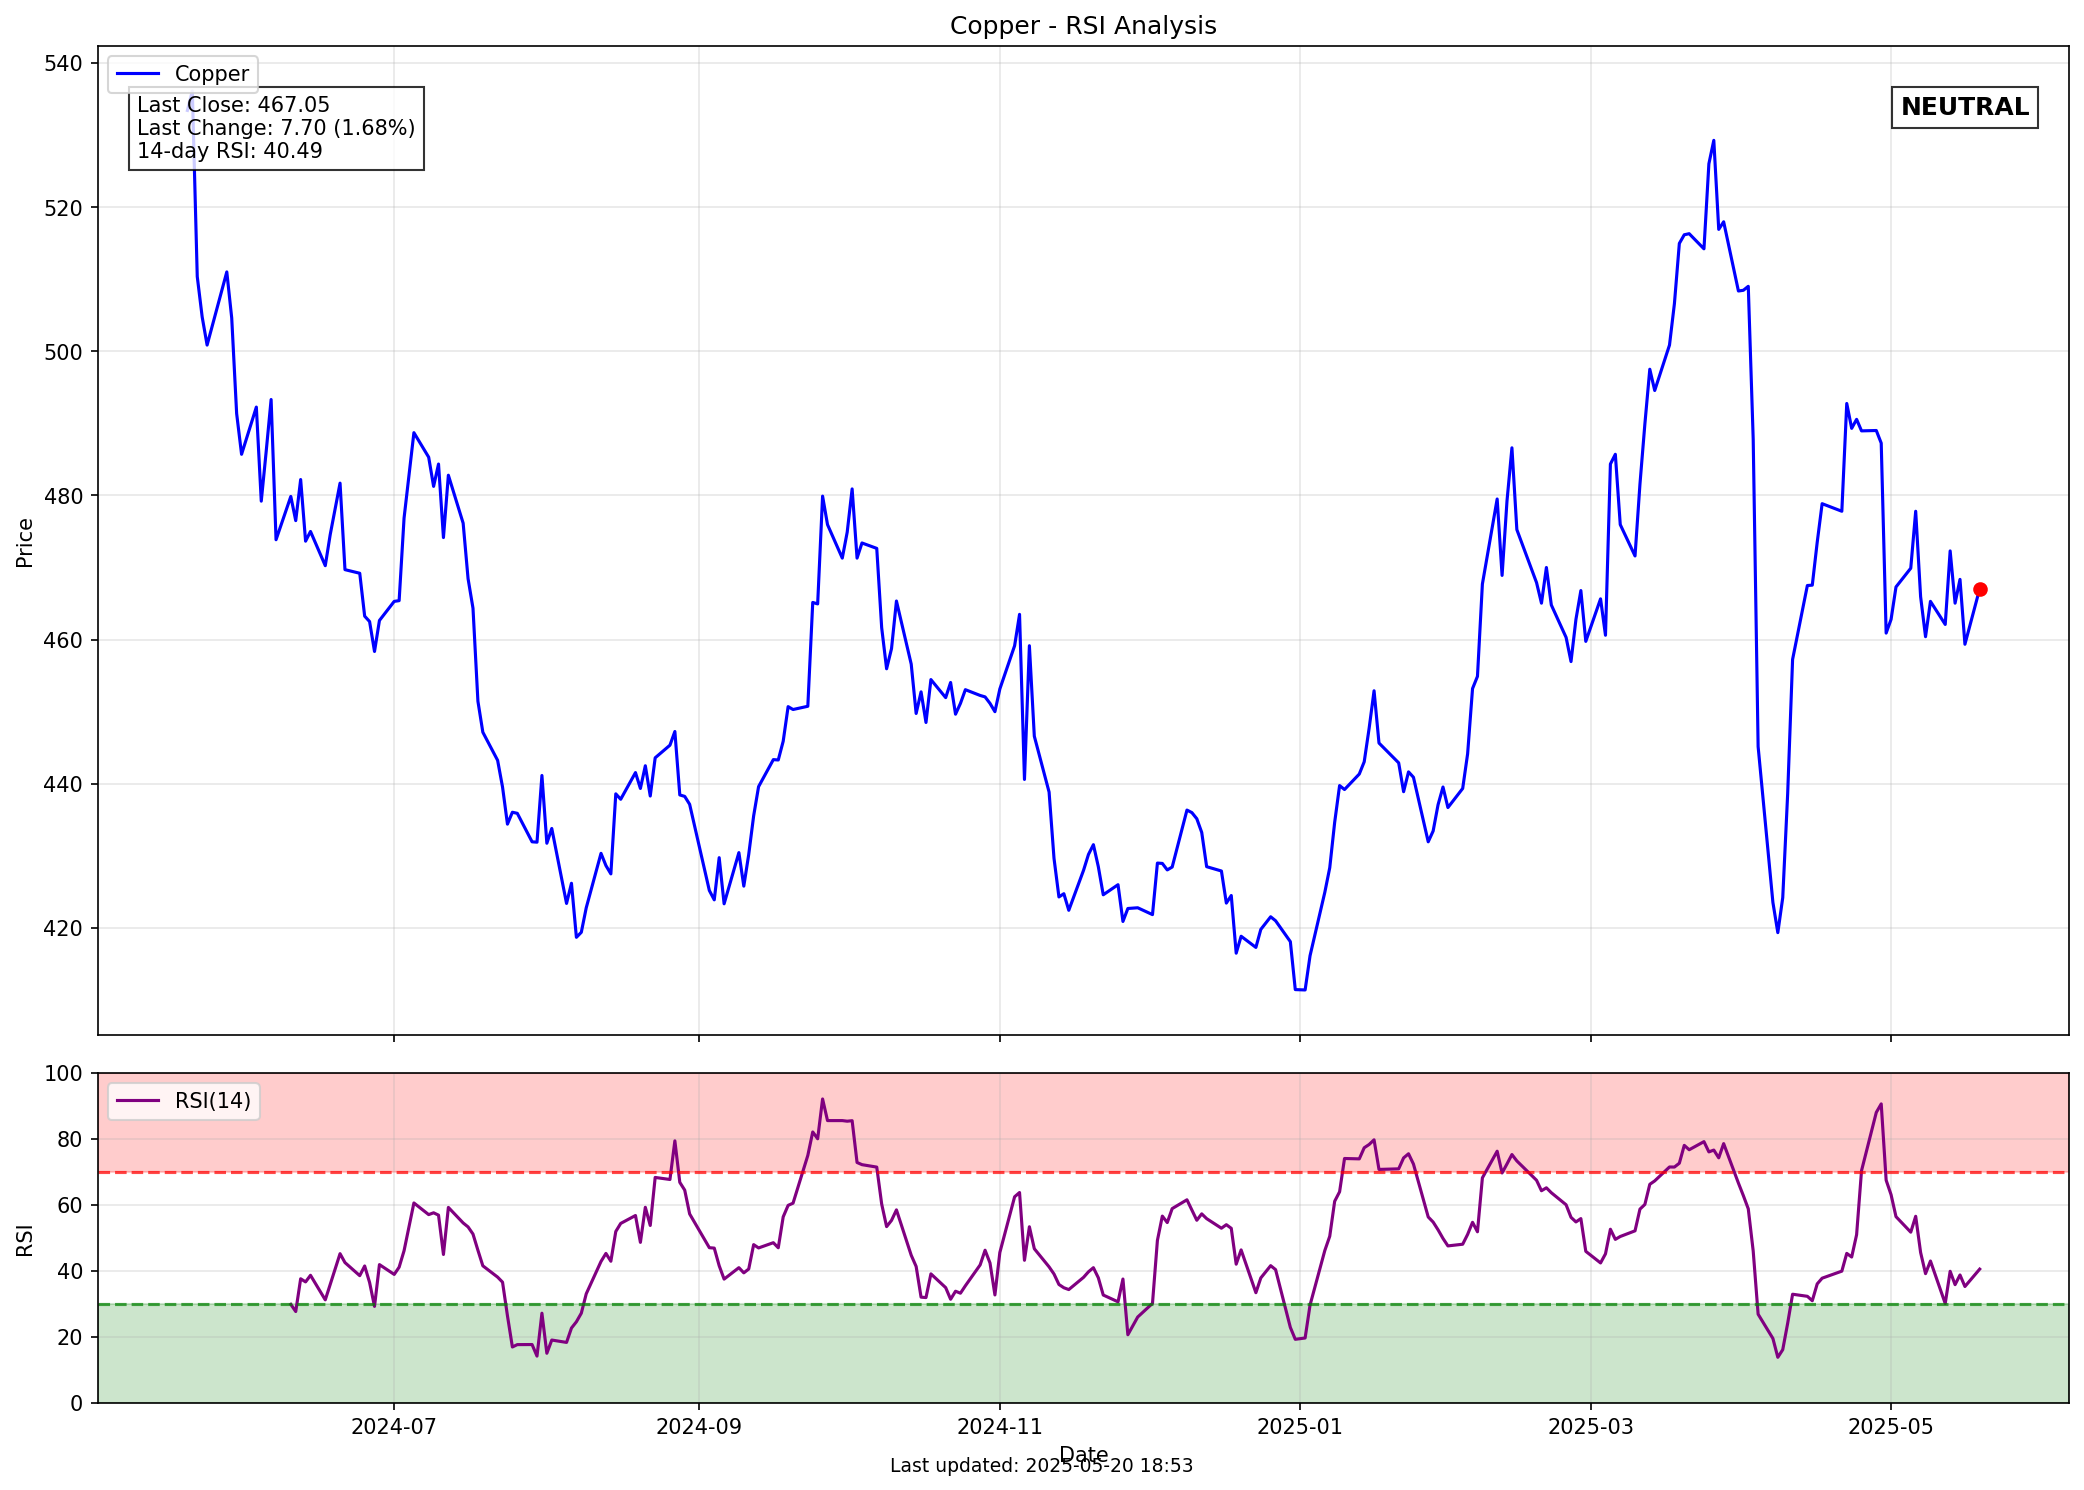 Copper - RSI Analysis
540
520
500
480
460
440
420
Price
Copper
Last Close: 467.05
Last Change: 7.70 (1.68%)
14-day RSI: 40.49
NEUTRAL
100
80
60
40
20
0
RSI
RSI(14)
2024-07
2024-09
2024-11
2025-01
2025-03
2025-05
Date
Last updated: 2025-05-20 18:53